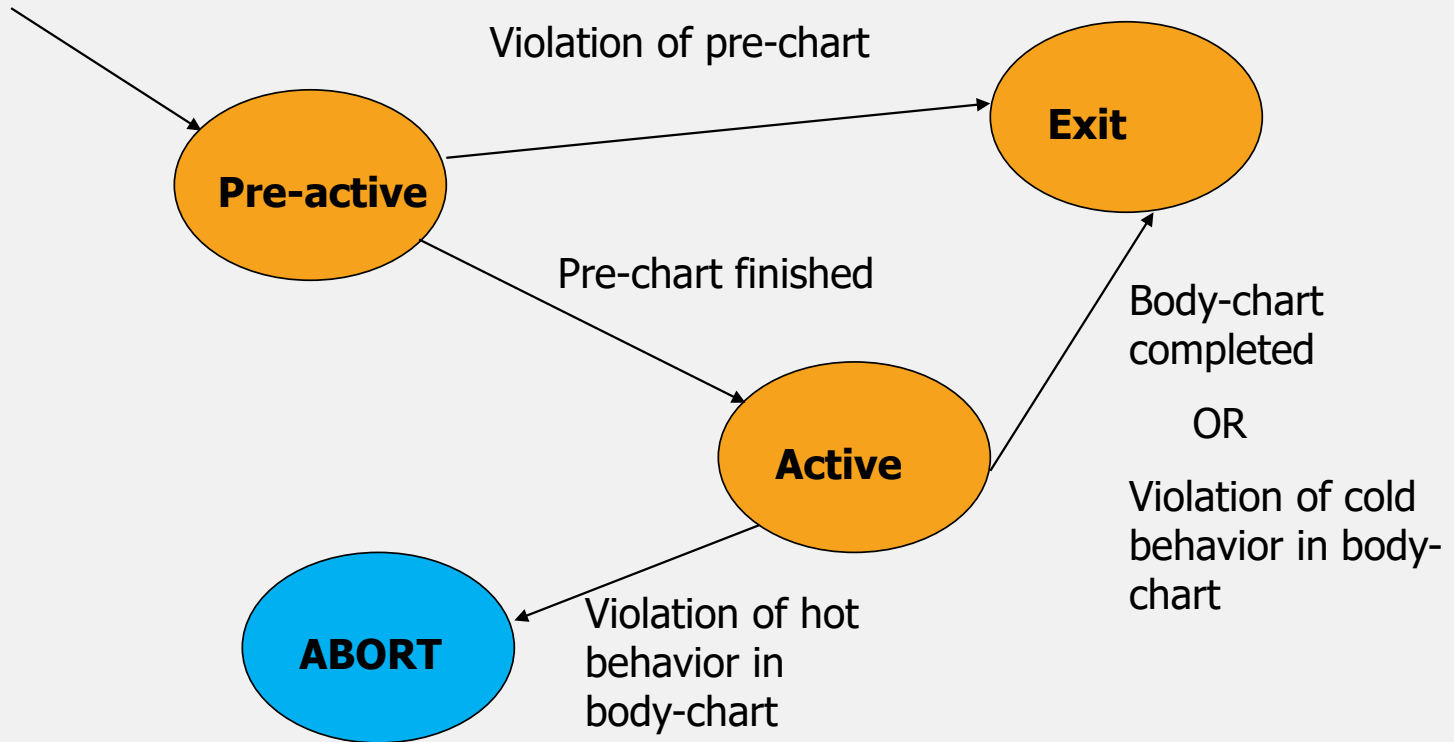 Violation of pre-chart
Exit
Pre-active
Pre-chart finished
Body-chart
completed
OR
Active
Violation of cold
behavior in body-
chart
ABORT
Violation of hot
behavior in
body-chart